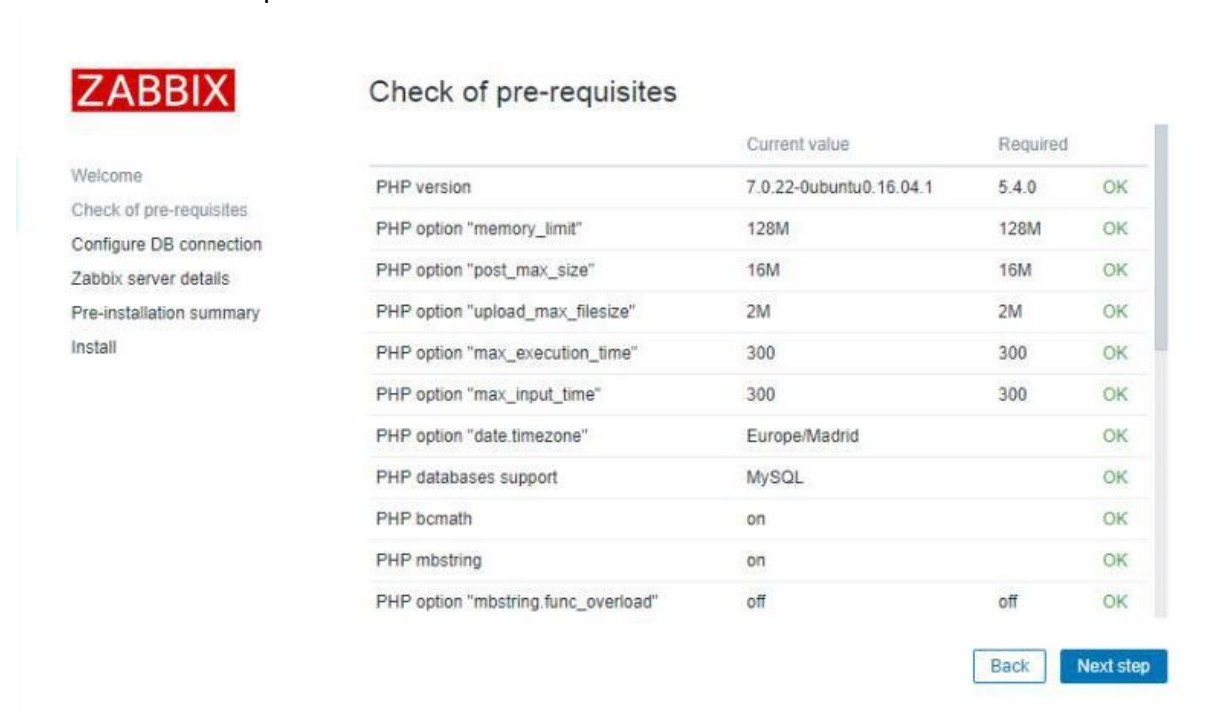 ZABBIX
Welcome
Check of pre-requisites
Configure DB connection
Zabbix server details
Pre-installation summary
Install
Check of pre-requisites
Current value Required
PHP version 7.0.22-0ubuntu0.16.04.1 5.4.0 OK
PHP option "memory_limit" 128M 128M OK
PHP option "post_max_size" 16M 16M OK
PHP option "upload_max_filesize" 2M 2M OK
PHP option "max_execution_time" 300 300 OK
PHP option "max_input_time" 300 300 OK
PHP option "date.timezone" Europe/Madrid OK
PHP databases support MySQL OK
PHP bcmath on OK
PHP mbstring on OK
PHP option "mbstring.func_overload" off off OK
Back Next step